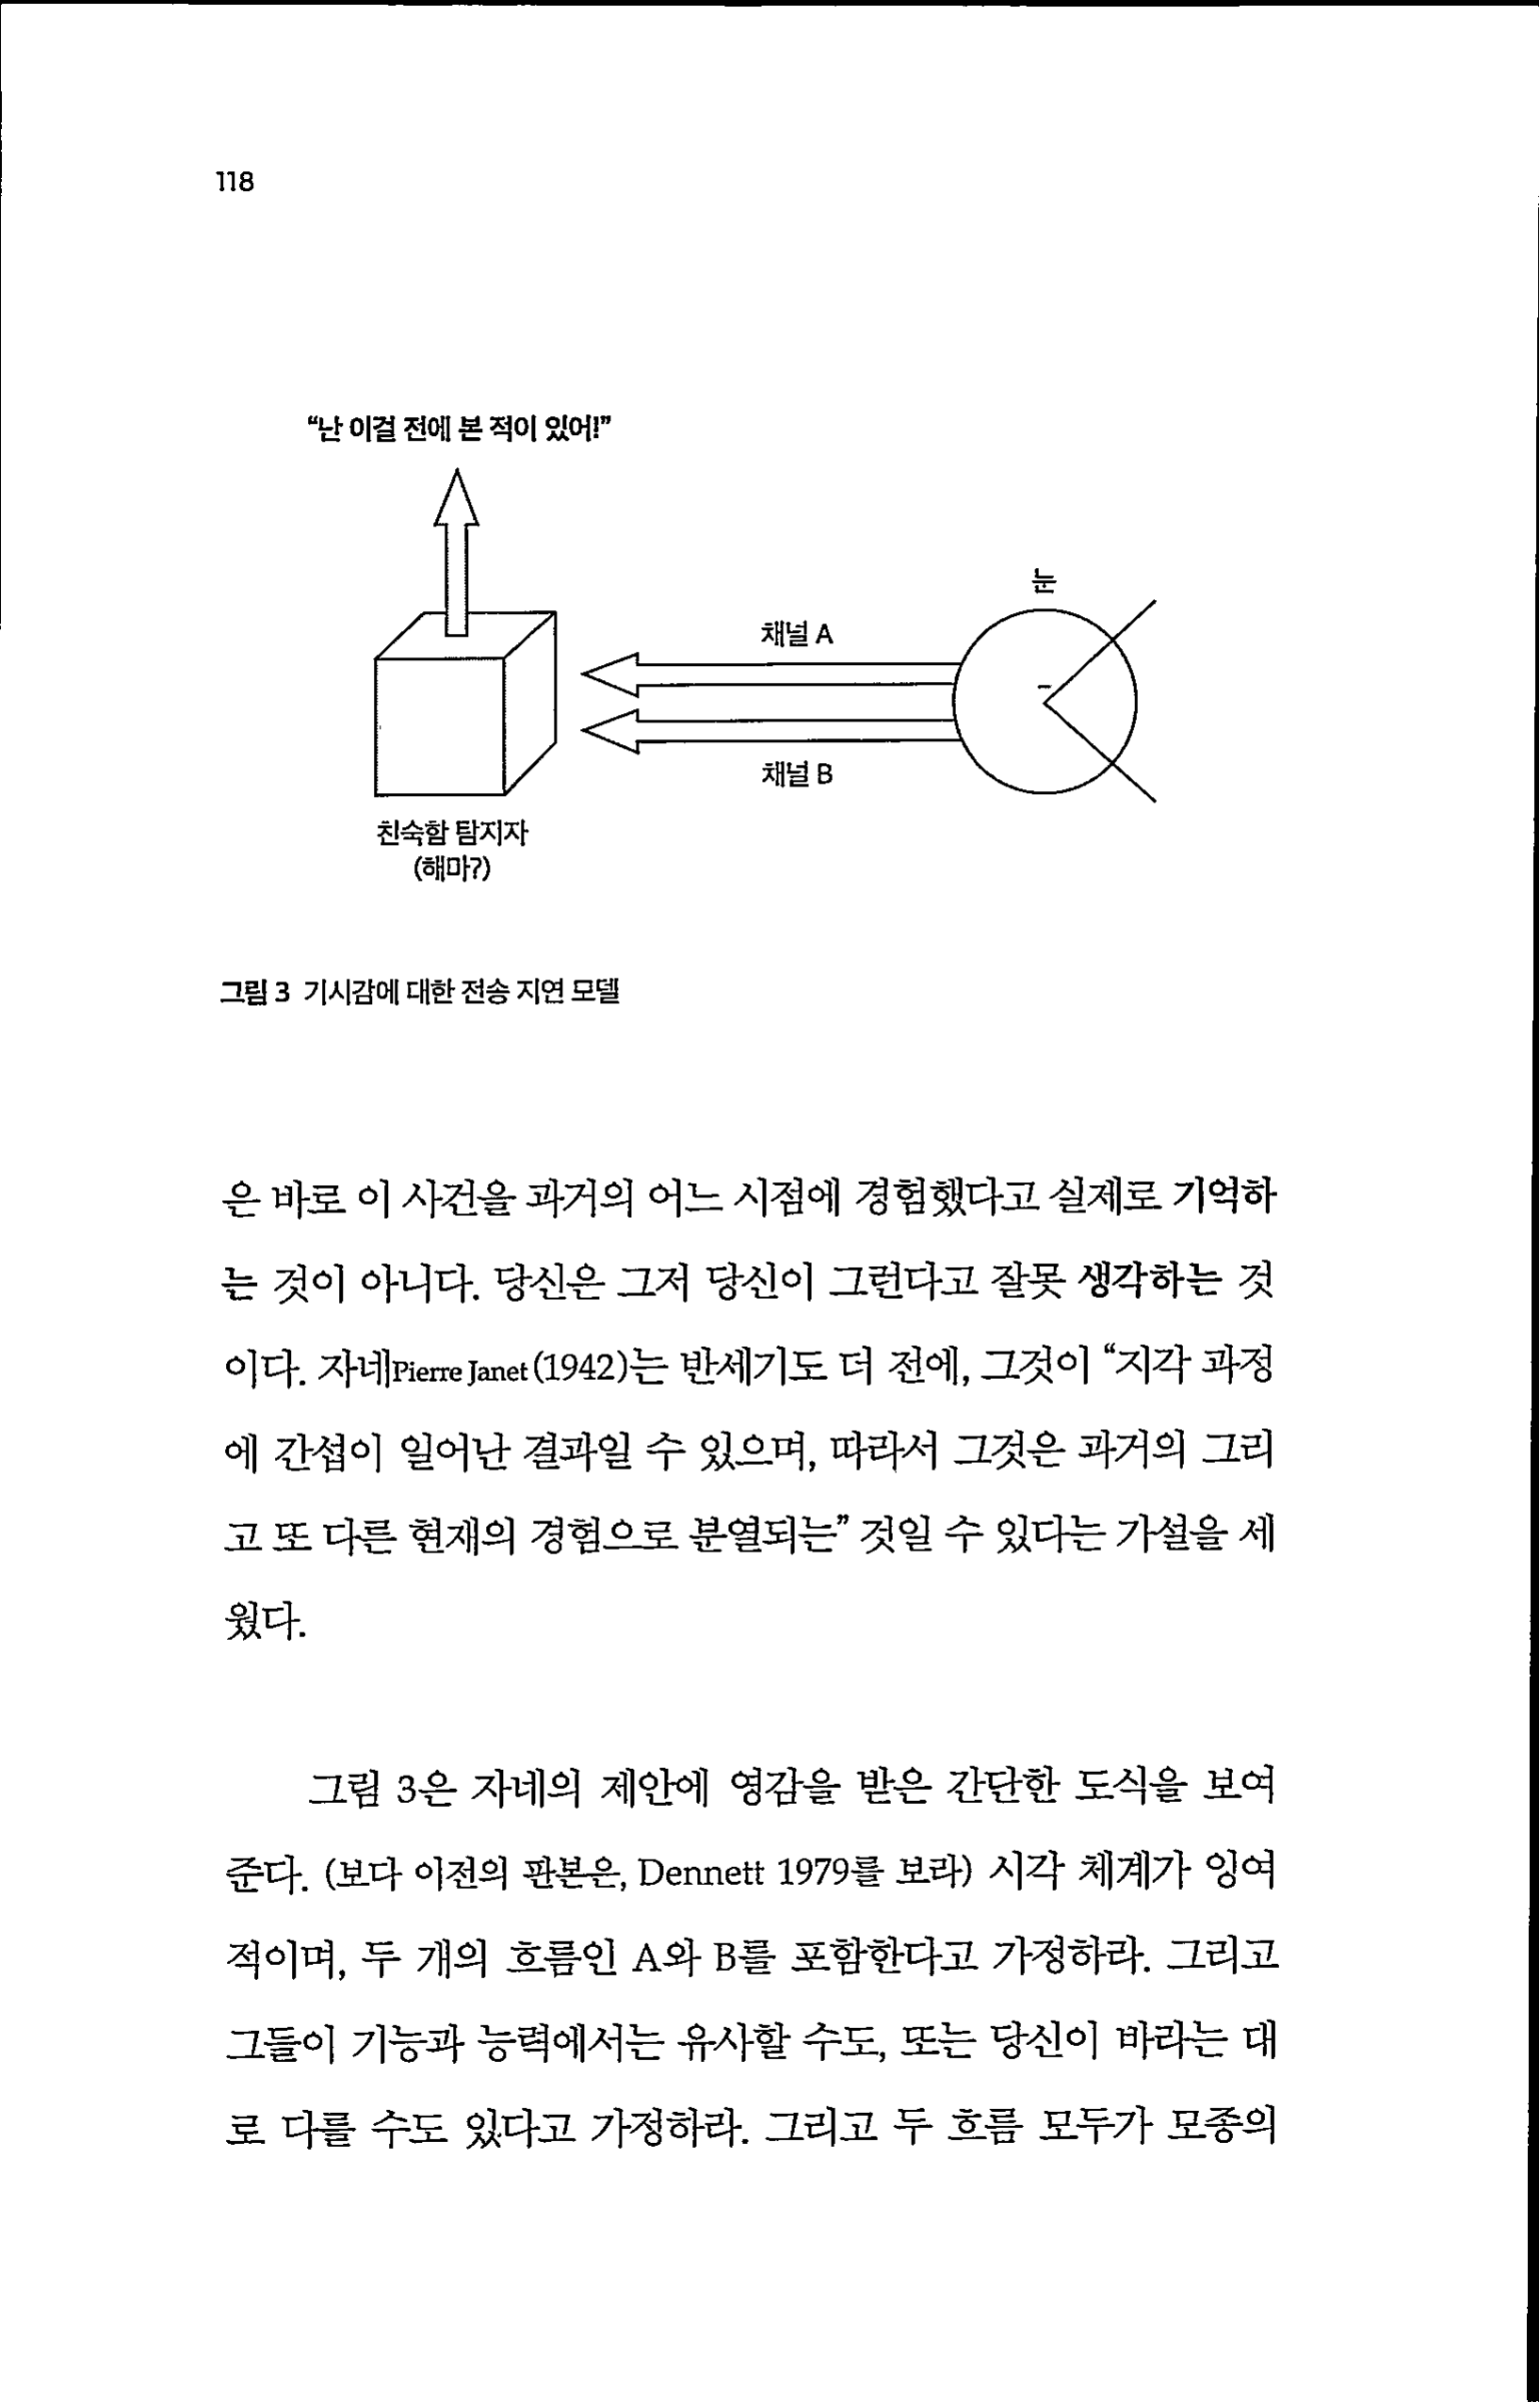 118
“난 이걸 전에 본 적이 있어!”
눈
채널 A
채널 B
친숙함 탐지자
(해마?)
그림 3 기시감에 대한 전송 지연 모델
은 바로 이 사건을 과거의 어느 시점에 경험했다고 실제로 기억하
는 것이 아니다. 당신은 그저 당신이 그런다고 잘못 생각하는 것
이다. 자네Pierre Janet(1942)는 반세기도 더 전에, 그것이 “지각 과정
에 간섭이 일어난 결과일 수 있으며, 따라서 그것은 과거의 그리
고 또 다른 현재의 경험으로 분열되는” 것일 수 있다는 가설을 세
웠다.
그림 3은 자네의 제안에 영감을 받은 간단한 도식을 보여
준다. (보다 이전의 판본은, Dennett 1979를 보라) 시각 체계가 잉여
적이며, 두 개의 흐름인 A와 B를 포함한다고 가정하라. 그리고
그들이 기능과 능력에서는 유사할 수도, 또는 당신이 바라는 대
로 다를 수도 있다고 가정하라. 그리고 두 흐름 모두가 모종의